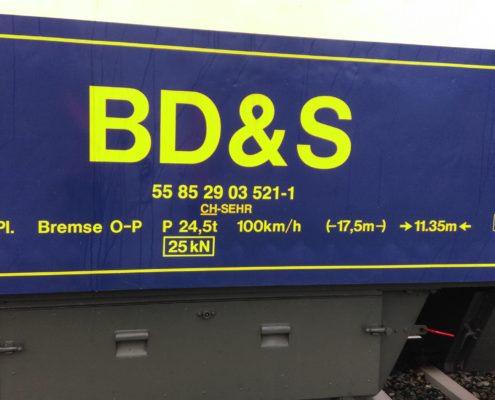 BD&S
55 85 29 03 521-1
CH-SEHR
Pl. Bremse O-P P 24,5t 100km/h (-17,5m-) →11.35m←
25 kN